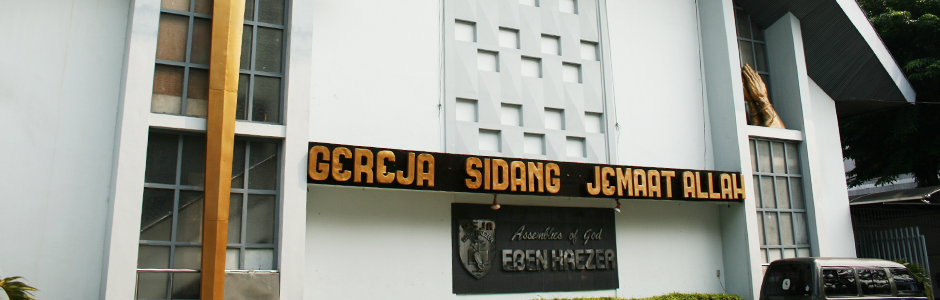 GEREJA SIDANG JEMAAT ALLAH
Assemblies of God
EBEN HAEZER